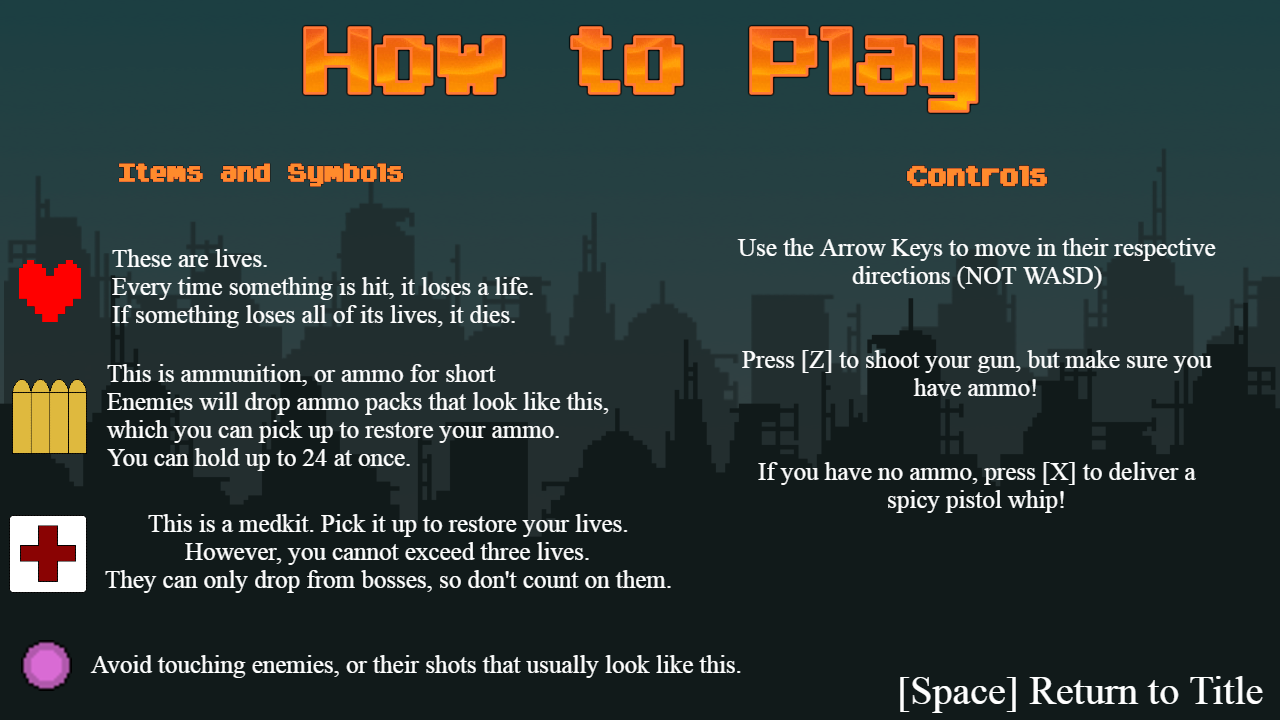 How to Play
Items and Symbols
These are lives.
Every time something is hit, it loses a life.
If something loses all of its lives, it dies.
This is ammunition, or ammo for short
Enemies will drop ammo packs that look like this,
which you can pick up to restore your ammo.
You can hold up to 24 at once.
This is a medkit. Pick it up to restore your lives.
However, you cannot exceed three lives.
They can only drop from bosses, so don't count on them.
Avoid touching enemies, or their shots that usually look like this.
Controls
Use the Arrow Keys to move in their respective
directions (NOT WASD)
Press [Z] to shoot your gun, but make sure you
have ammo!
If you have no ammo, press [X] to deliver a
spicy pistol whip!
[Space] Return to Title